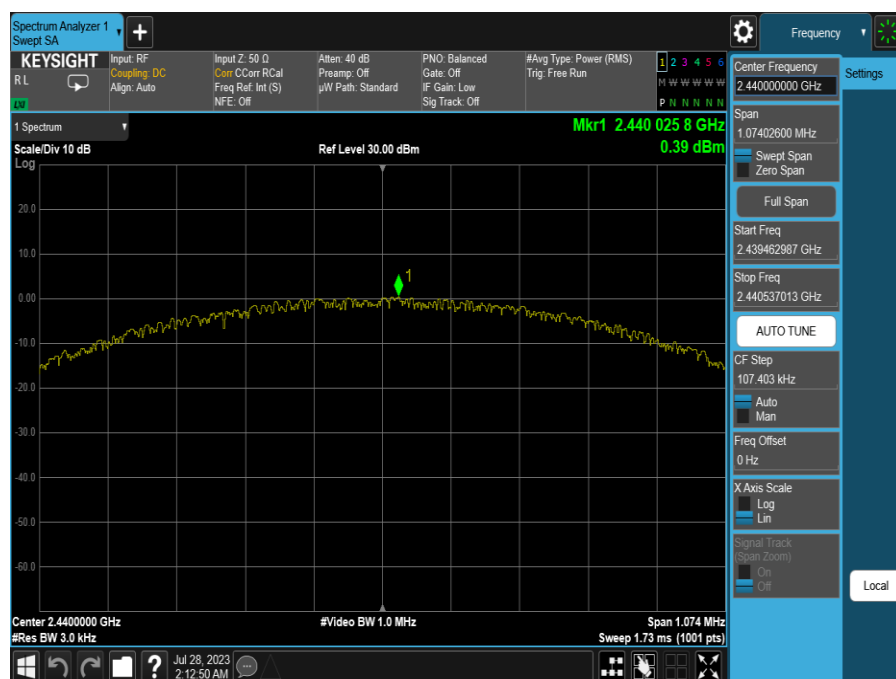 Spectrum Analyzer 1
Swept SA
+
Frequency
KEYSIGHT
R L
LXI
Input: RF
Coupling: DC
Align: Auto
Input Z: 50 Ω
Corr CCorr RCal
Freq Ref: Int (S)
NFE: Off
Atten: 40 dB
Preamp: Off
µW Path: Standard
PNO: Balanced
Gate: Off
IF Gain: Low
Sig Track: Off
#Avg Type: Power (RMS)
Trig: Free Run
1 2 3 4 5 6
M W W W W W
P N N N N N
1 Spectrum
Scale/Div 10 dB
Log
Ref Level 30.00 dBm
Mkr1 2.440 025 8 GHz
0.39 dBm
20.0
10.0
0.00
-10.0
-20.0
-30.0
-40.0
-50.0
-60.0
1
Center 2.4400000 GHz
#Res BW 3.0 kHz
#Video BW 1.0 MHz
Span 1.074 MHz
Sweep 1.73 ms (1001 pts)
Center Frequency
2.440000000 GHz
Settings
Span
1.07402600 MHz
Swept Span
Zero Span
Full Span
Start Freq
2.439462987 GHz
Stop Freq
2.440537013 GHz
AUTO TUNE
CF Step
107.403 kHz
Auto
Man
Freq Offset
0 Hz
X Axis Scale
Log
Lin
Signal Track
(Span Zoom)
On
Off
Local
?
Jul 28, 2023
2:12:50 AM